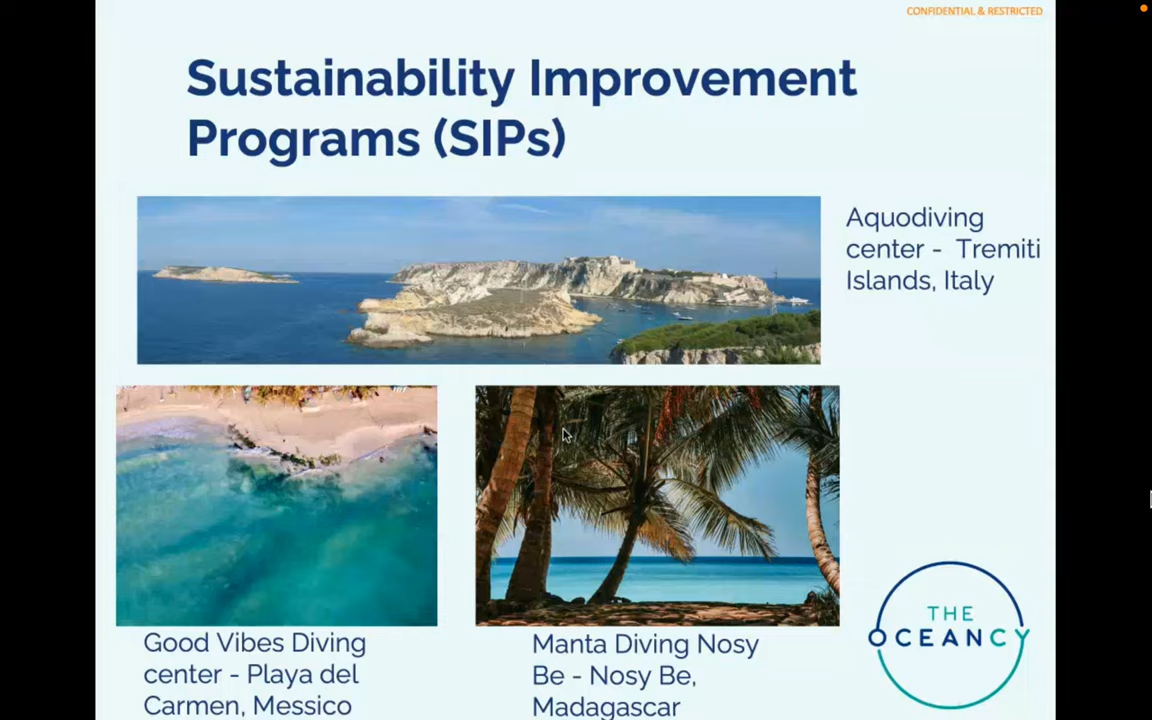 CONFIDENTIAL & RESTRICTED
Sustainability Improvement
Programs (SIPs)
Aquodiving
center - Tremiti
Islands, Italy
Good Vibes Diving
center - Playa del
Carmen, Messico
Manta Diving Nosy
Be - Nosy Be,
Madagascar
THE
OCEANCY